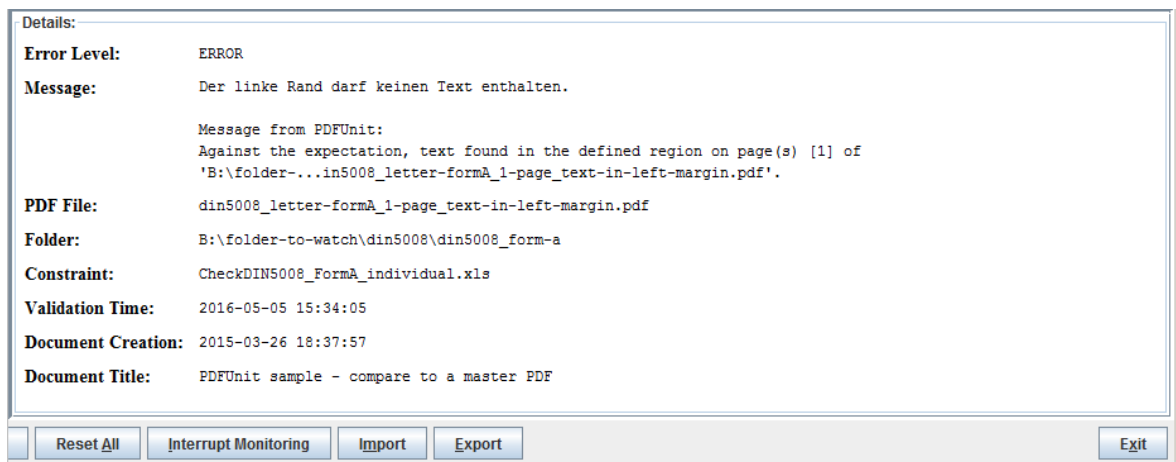 Details:
Error Level: ERROR
Message: Der linke Rand darf keinen Text enthalten.
Message from PDFUnit:
Against the expectation, text found in the defined region on page(s) [1] of
'B:\folder-...in5008_letter-formA_1-page_text-in-left-margin.pdf'.
PDF File: din5008_letter-formA_1-page_text-in-left-margin.pdf
Folder: B:\folder-to-watch\din5008\din5008_form-a
Constraint: CheckDIN5008_FormA_individual.xls
Validation Time: 2016-05-05 15:34:05
Document Creation: 2015-03-26 18:37:57
Document Title: PDFUnit sample - compare to a master PDF
Reset All Interrupt Monitoring Import Export Exit